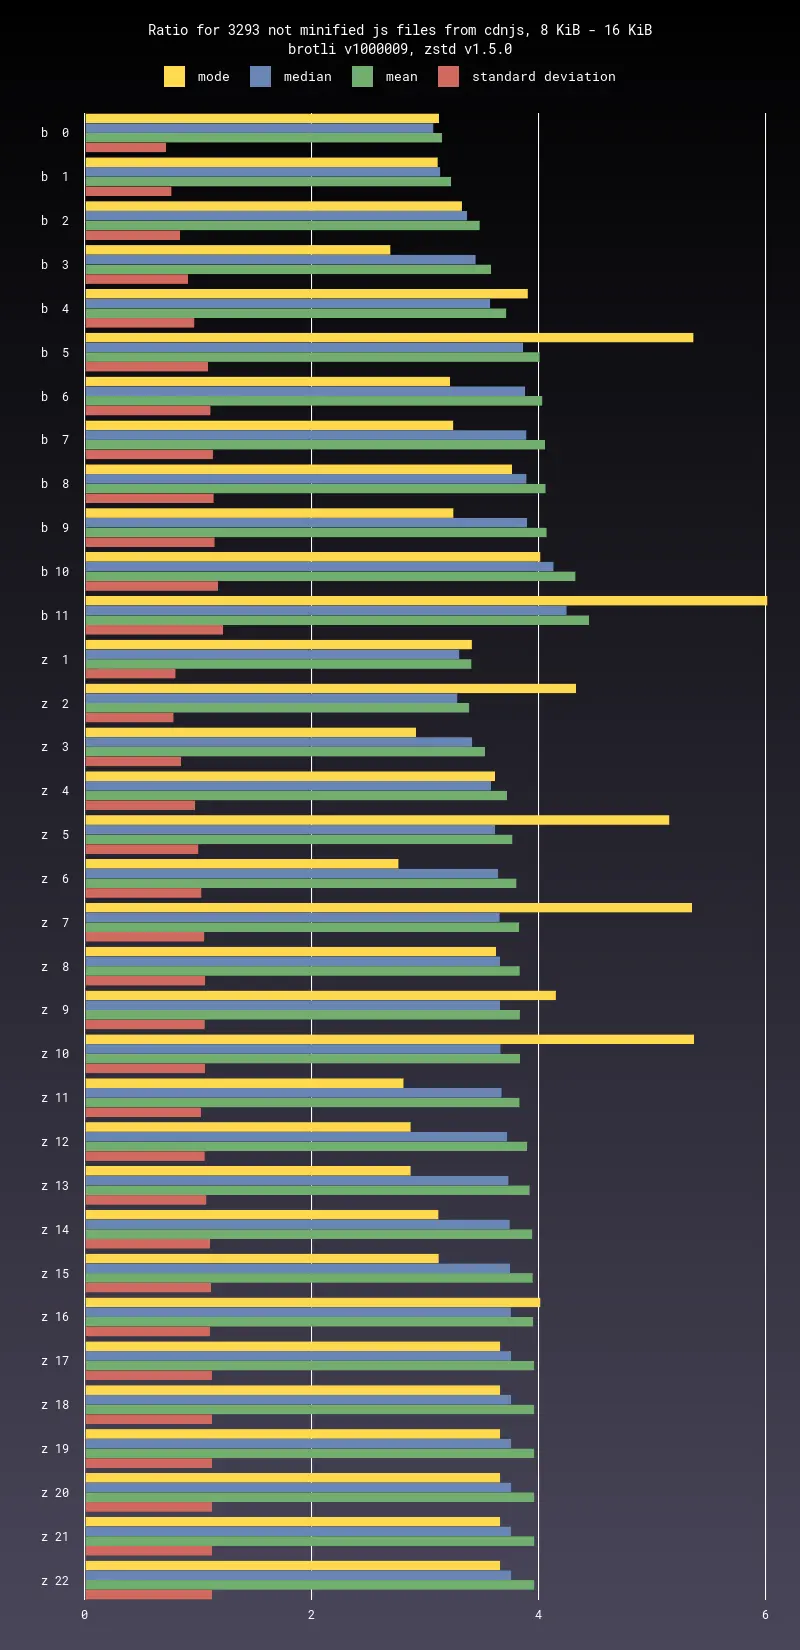 Ratio for 3293 not minified js files from cdnjs, 8 KiB - 16 KiB
brotli v1000009, zstd v1.5.0
mode median mean standard deviation
b 0
b 1
b 2
b 3
b 4
b 5
b 6
b 7
b 8
b 9
b 10
b 11
z 1
z 2
z 3
z 4
z 5
z 6
z 7
z 8
z 9
z 10
z 11
z 12
z 13
z 14
z 15
z 16
z 17
z 18
z 19
z 20
z 21
z 22
0 2 4 6